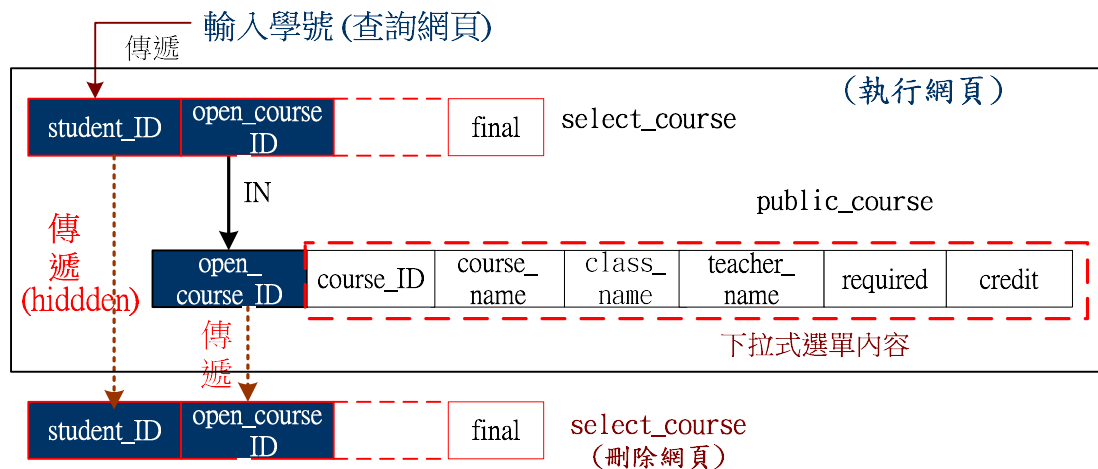 輸入學號(查詢網頁)
傳遞
(執行網頁)
student_ID
open_course
ID
final
select_course
IN
public_course
傳
遞
(hiddden)
open_
course_ID
course_ID
course_
name
class_
name
teacher_
name
required
credit
傳
遞
下拉式選單內容
student_ID
open_course
ID
final
select_course
(刪除網頁)